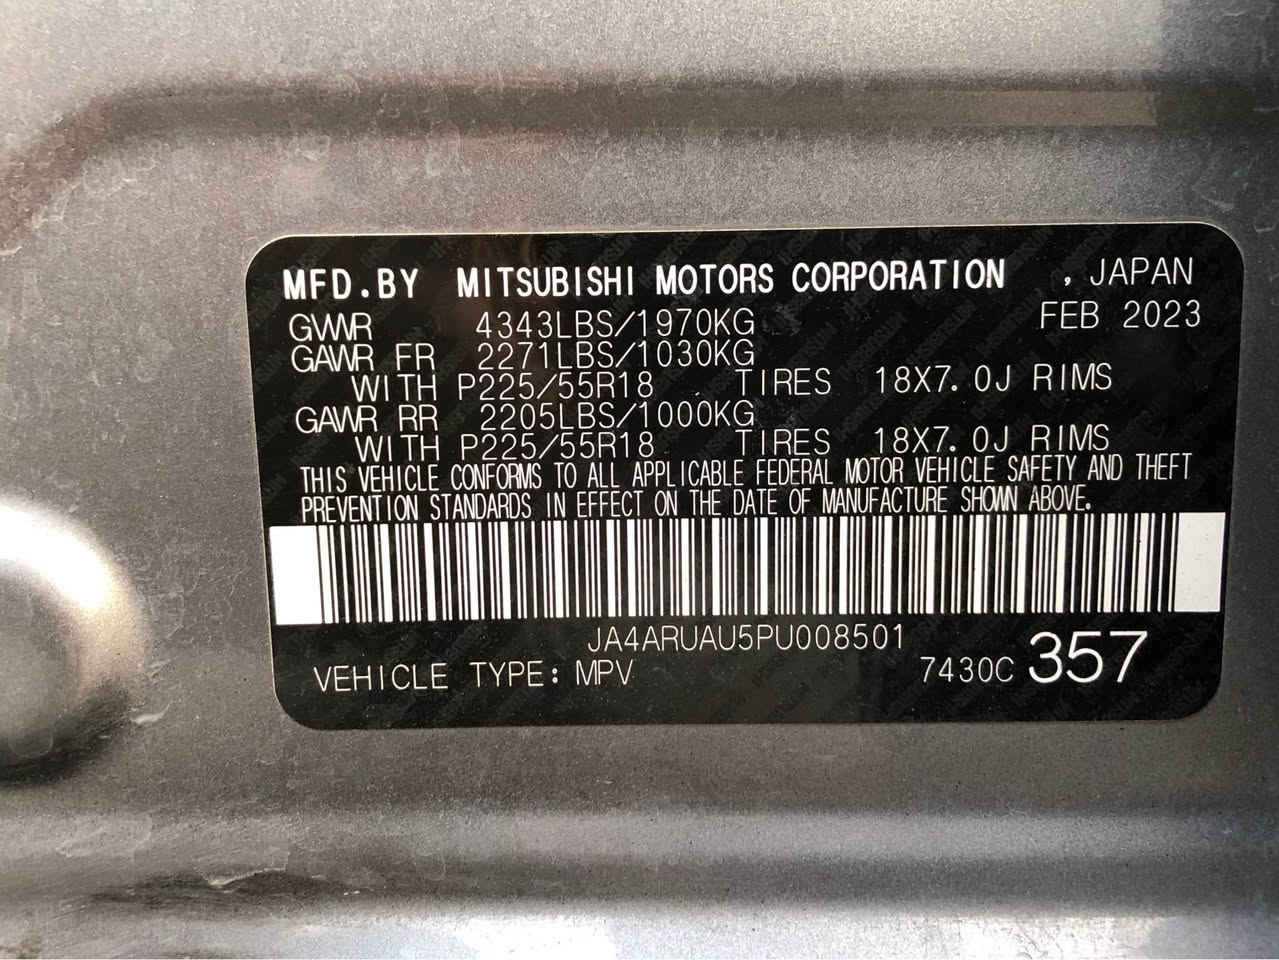 MFD.BY MITSUBISHI MOTORS CORPORATION , JAPAN
GVWR 4343LBS/1970KG FEB 2023
GAWR FR 2271LBS/1030KG
WITH P225/55R18 TIRES 18X7.0J RIMS
GAWR RR 2205LBS/1000KG
WITH P225/55R18 TIRES 18X7.0J RIMS
THIS VEHICLE CONFORMS TO ALL APPLICABLE FEDERAL MOTOR VEHICLE SAFETY AND THEFT
PREVENTION STANDARDS IN EFFECT ON THE DATE OF MANUFACTURE SHOWN ABOVE.
JA4ARUAU5PU008501
VEHICLE TYPE: MPV 7430C 357